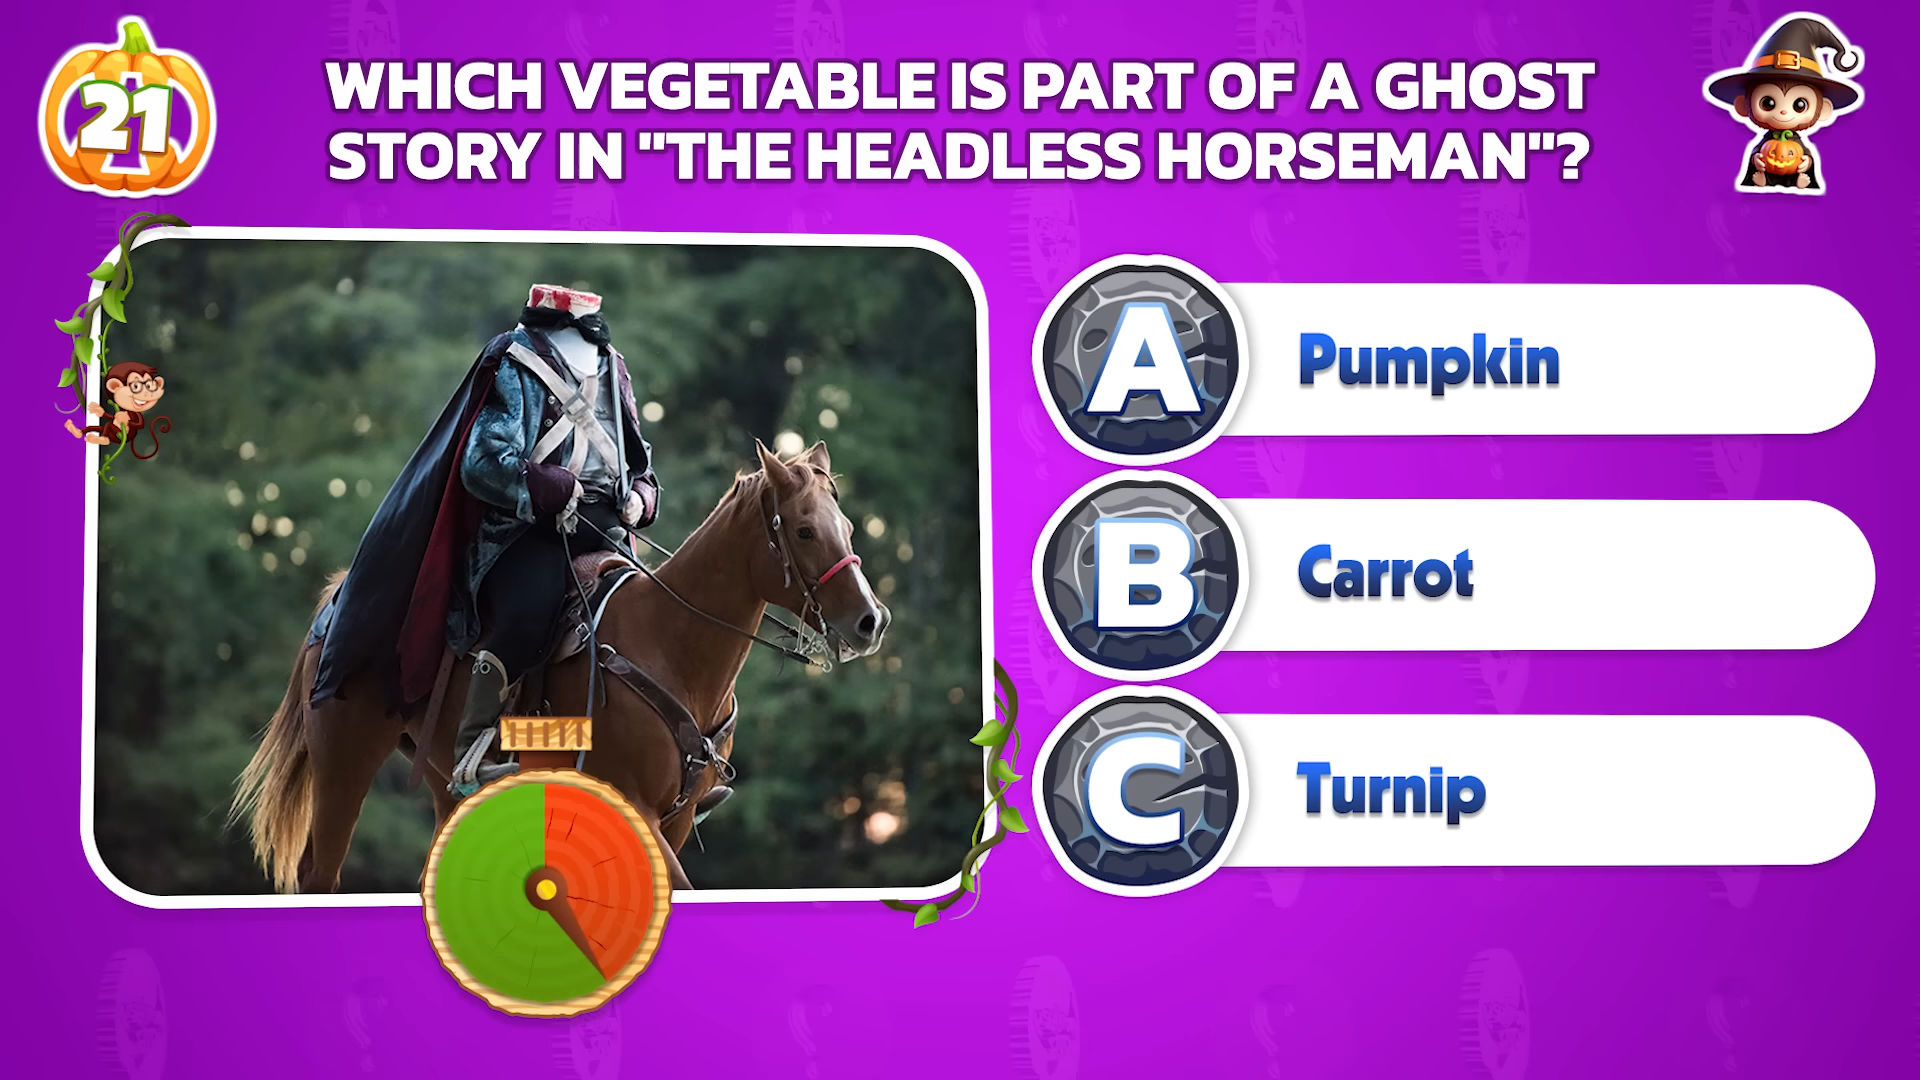 21
WHICH VEGETABLE IS PART OF A GHOST
STORY IN "THE HEADLESS HORSEMAN"?
A Pumpkin
B Carrot
C Turnip